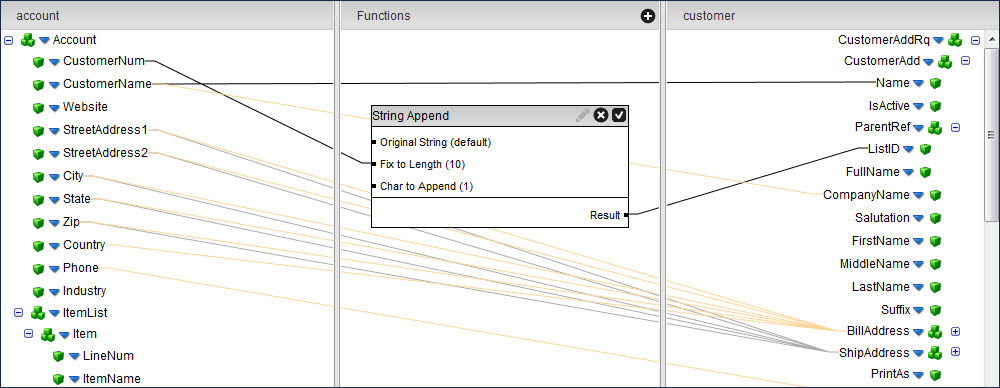 account
Functions
customer
Account
CustomerNum
CustomerName
Website
StreetAddress1
StreetAddress2
City
State
Zip
Country
Phone
Industry
ItemList
Item
LineNum
ItemName
String Append
Original String (default)
Fix to Length (10)
Char to Append (1)
Result
CustomerAddRq
CustomerAdd
Name
IsActive
ParentRef
ListID
FullName
CompanyName
Salutation
FirstName
MiddleName
LastName
Suffix
BillAddress
ShipAddress
PrintAs